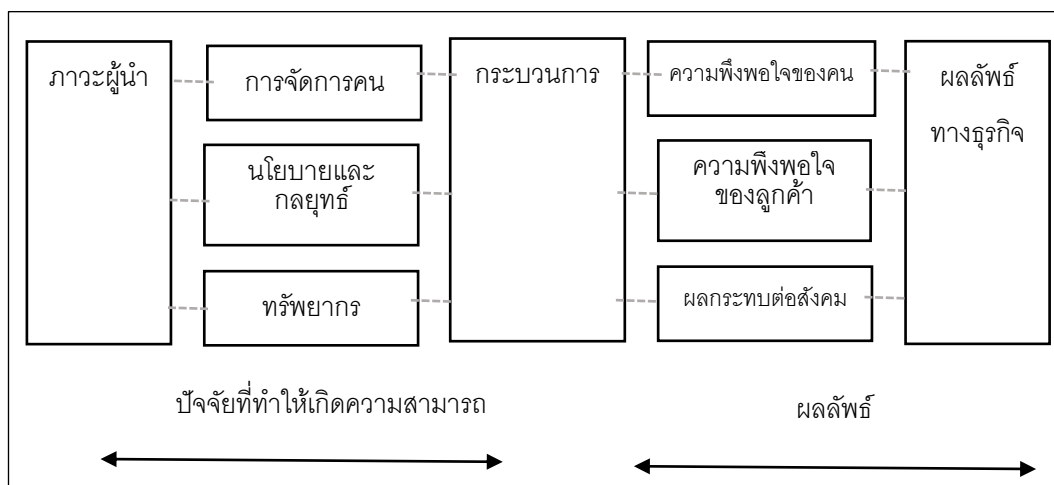 ภาวะผู้นำ
การจัดการคน
นโยบายและ
กลยุทธ์
ทรัพยากร
กระบวนการ
ความพึงพอใจของคน
ความพึงพอใจ
ของลูกค้า
ผลกระทบต่อสังคม
ผลลัพธ์
ทางธุรกิจ
ปัจจัยที่ทำให้เกิดความสามารถ
ผลลัพธ์